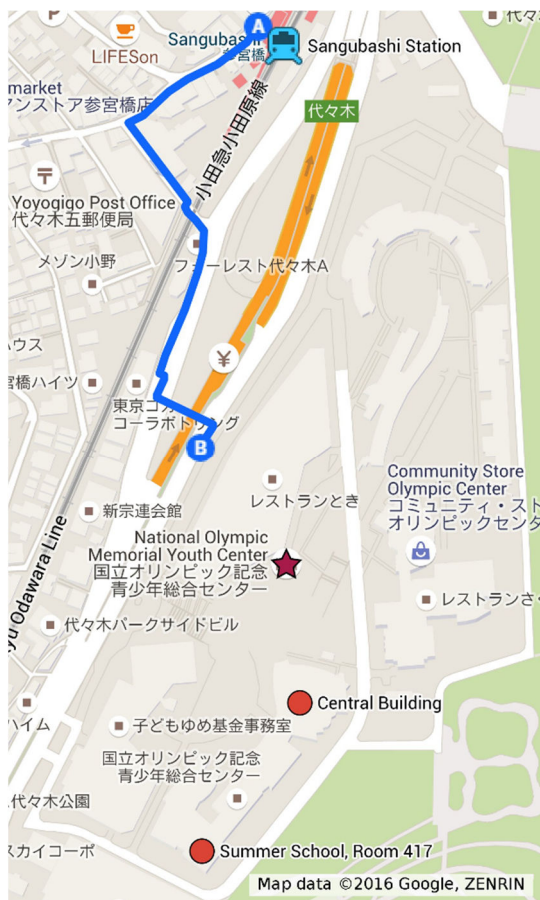 A
代々木
LIFESon
Sangubashi
参宮橋
Sangubashi Station
market
アンストア参宮橋店
代々木
小田急小田原線
Yoyogigo Post Office
代々木五郵便局
メゾン小野
フォーレスト代々木A
¥
ハウス
宮橋ハイツ
東京コカ
コーラボトリング
B
Community Store
Olympic Center
コミュニティ・スト
オリンピックセンタ
レストランとき
新宗連会館
National Olympic
Memorial Youth Center
国立オリンピック記念
青少年総合センター
yu Odawara Line
レストランさく
代々木パークサイドビル
Central Building
ハイム
子どもゆめ基金事務室
国立オリンピック記念
青少年総合センター
代々木公園
スカイコーポ
Summer School, Room 417
Map data ©2016 Google, ZENRIN